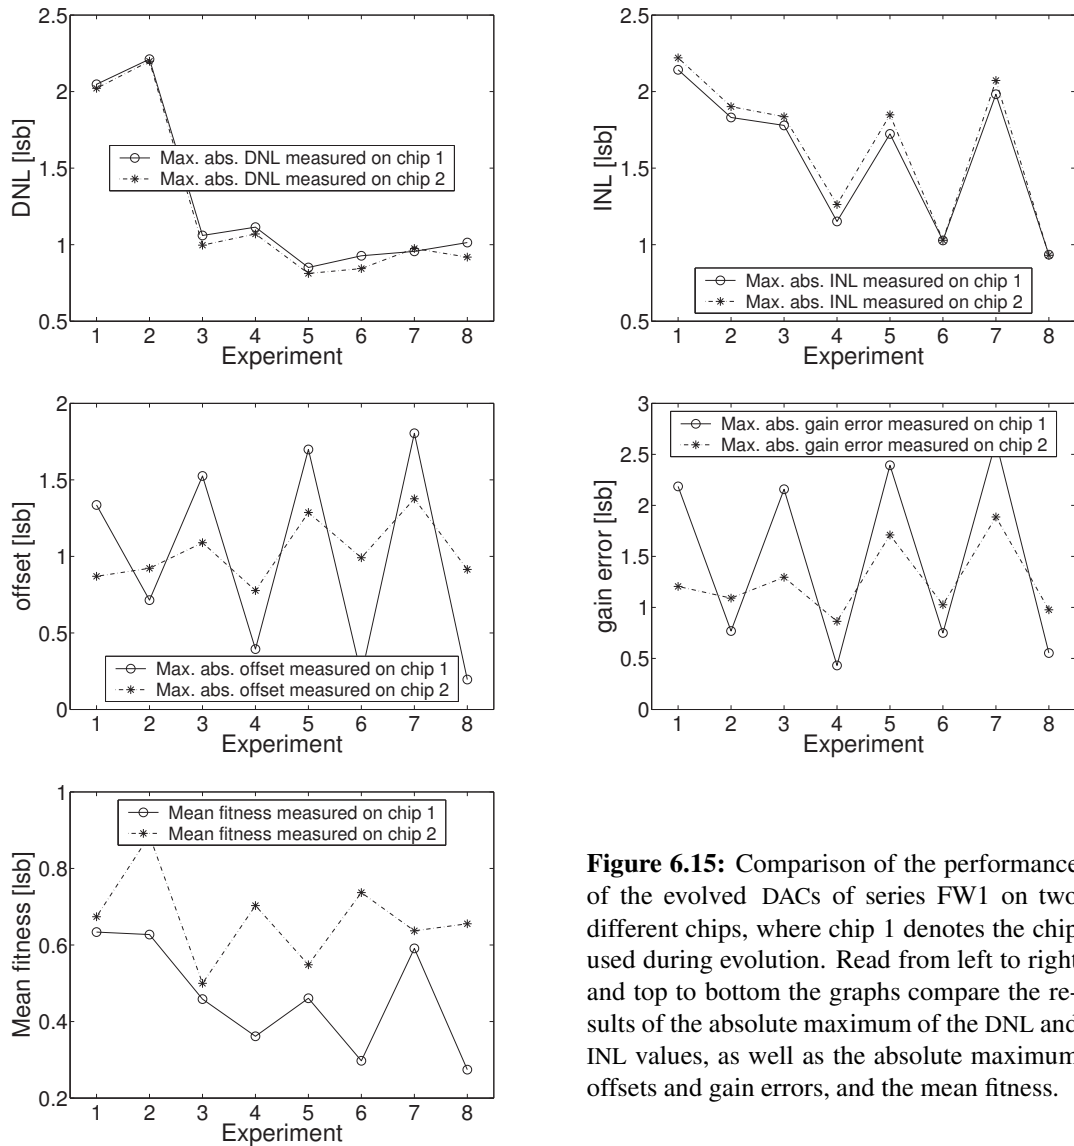 2.5
2
1.5
1
0.5
DNL [lsb]
Max. abs. DNL measured on chip 1
Max. abs. DNL measured on chip 2
1 2 3 4 5 6 7 8
Experiment
2.5
2
1.5
1
0.5
INL [lsb]
Max. abs. INL measured on chip 1
Max. abs. INL measured on chip 2
1 2 3 4 5 6 7 8
Experiment
2
1.5
1
0.5
0
offset [lsb]
Max. abs. offset measured on chip 1
Max. abs. offset measured on chip 2
1 2 3 4 5 6 7 8
Experiment
3
2.5
2
1.5
1
0.5
0
gain error [lsb]
Max. abs. gain error measured on chip 1
Max. abs. gain error measured on chip 2
1 2 3 4 5 6 7 8
Experiment
1
0.8
0.6
0.4
0.2
Mean fitness [lsb]
Mean fitness measured on chip 1
Mean fitness measured on chip 2
1 2 3 4 5 6 7 8
Experiment
Figure 6.15: Comparison of the performance
of the evolved DACs of series FW1 on two
different chips, where chip 1 denotes the chip
used during evolution. Read from left to right
and top to bottom the graphs compare the re-
sults of the absolute maximum of the DNL and
INL values, as well as the absolute maximum
offsets and gain errors, and the mean fitness.